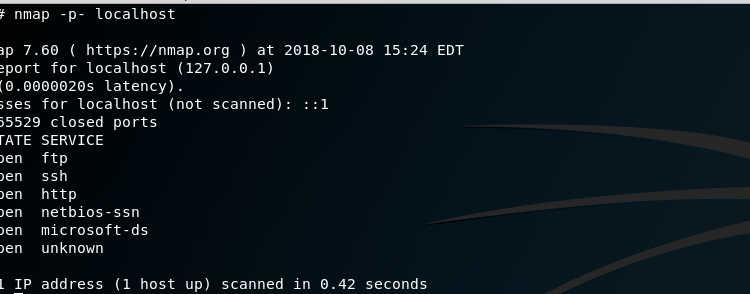 # nmap -p- localhost
ap 7.60 ( https://nmap.org ) at 2018-10-08 15:24 EDT
eport for localhost (127.0.0.1)
(0.0000020s latency).
sses for localhost (not scanned): ::1
65529 closed ports
TATE SERVICE
pen  ftp
pen  ssh
pen  http
pen  netbios-ssn
pen  microsoft-ds
pen  unknown
1 IP address (1 host up) scanned in 0.42 seconds